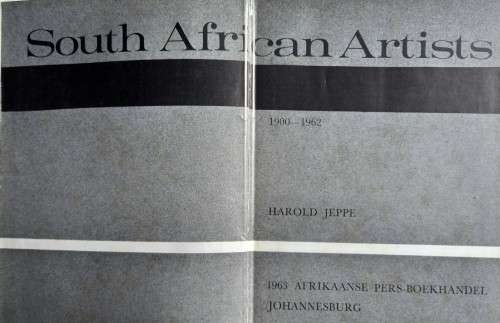 South African Artists
1900—1962
HAROLD JEPPE
1963 AFRIKAANSE PERS-BOEKHANDEL
JOHANNESBURG